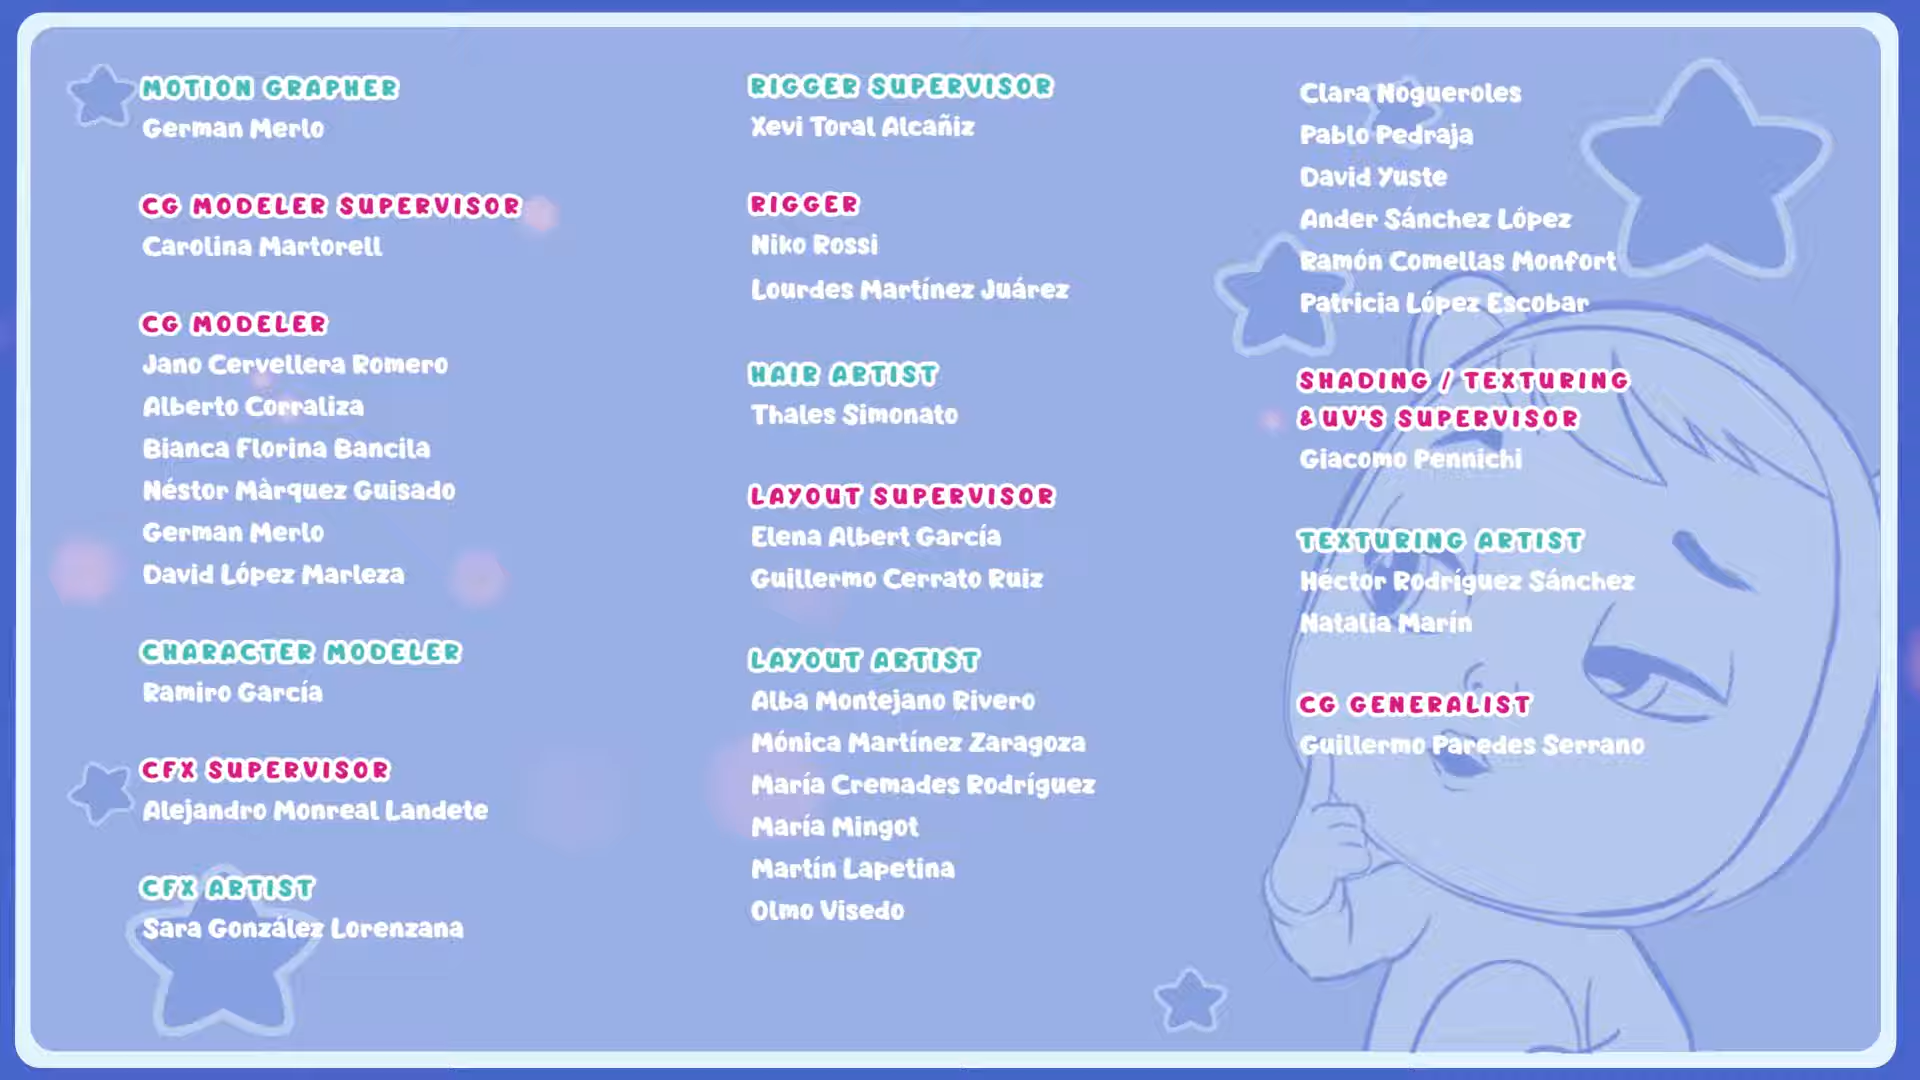 MOTION GRAPHER
German Merlo
CG MODELER SUPERVISOR
Carolina Martorell
CG MODELER
Jano Cervellera Romero
Alberto Corraliza
Bianca Florina Bancila
Néstor Màrquez Guisado
German Merlo
David López Marleza
CHARACTER MODELER
Ramiro García
CFX SUPERVISOR
Alejandro Monreal Landete
CFX ARTIST
Sara González Lorenzana
RIGGER SUPERVISOR
Xevi Toral Alcañiz
RIGGER
Niko Rossi
Lourdes Martínez Juárez
HAIR ARTIST
Thales Simonato
LAYOUT SUPERVISOR
Elena Albert García
Guillermo Cerrato Ruiz
LAYOUT ARTIST
Alba Montejano Rivero
Mónica Martínez Zaragoza
María Cremades Rodríguez
María Mingot
Martín Lapetina
Olmo Visedo
Clara Nogueroles
Pablo Pedraja
David Yuste
Ander Sánchez López
Ramón Comellas Monfort
Patricia López Escobar
SHADING / TEXTURING
& UV'S SUPERVISOR
Giacomo Pennichi
TEXTURING ARTIST
Héctor Rodríguez Sánchez
Natalia Marín
CG GENERALIST
Guillermo Paredes Serrano